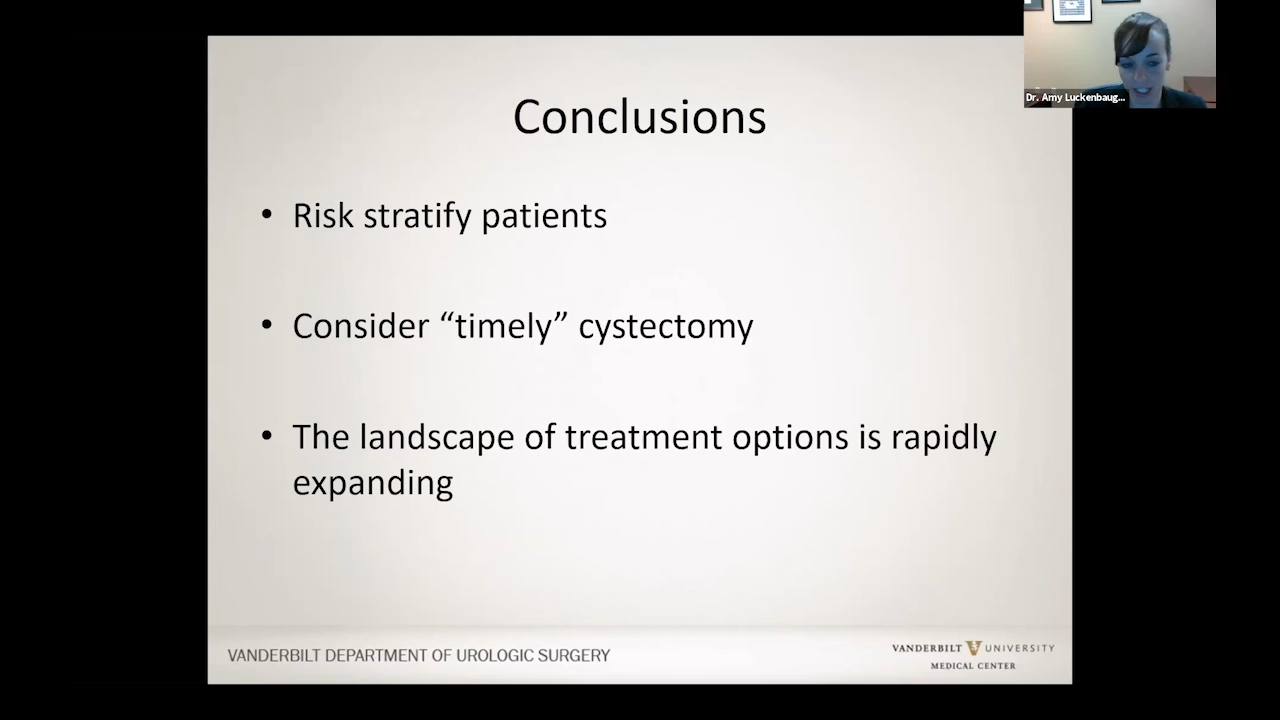 Dr. Amy Luckenbaug...
Conclusions
• Risk stratify patients
• Consider “timely” cystectomy
• The landscape of treatment options is rapidly
expanding
VANDERBILT DEPARTMENT OF UROLOGIC SURGERY
VANDERBILT V UNIVERSITY
MEDICAL CENTER